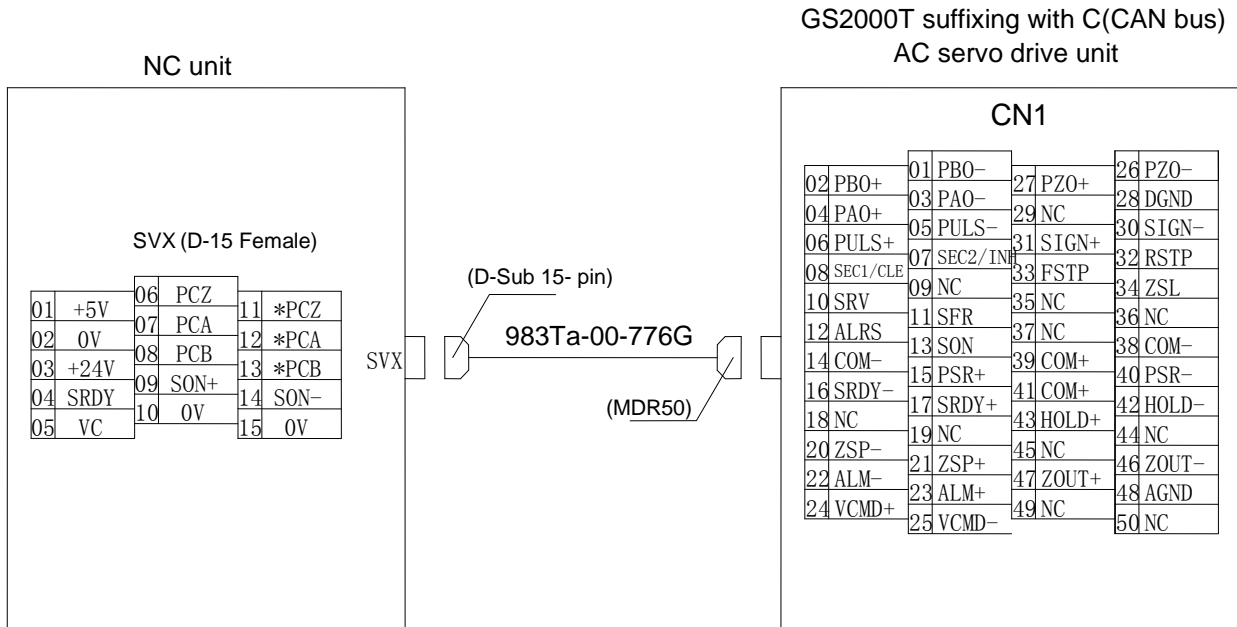 GS2000T suffixing with C(CAN bus)
AC servo drive unit
NC unit
CN1
SVX (D-15 Female)
01 +5V
02 0V
03 +24V
04 SRDY
05 VC
06 PCZ
07 PCA
08 PCB
09 SON+
10 0V
11 *PCZ
12 *PCA
13 *PCB
14 SON-
15 0V
SVX
(D-Sub 15- pin)
983Ta-00-776G
(MDR50)
02 PBO+
04 PAO+
06 PULS+
08 SEC1/CLE
10 SRV
12 ALRS
14 COM-
16 SRDY-
18 NC
20 ZSP-
22 ALM-
24 VCMD+
01 PBO-
03 PAO-
05 PULS-
07 SEC2/INH
09 NC
11 SFR
13 SON
15 PSR+
17 SRDY+
19 NC
21 ZSP+
23 ALM+
25 VCMD-
27 PZO+
29 NC
31 SIGN+
33 FSTP
35 NC
37 NC
39 COM+
41 COM+
43 HOLD+
45 NC
47 ZOUT+
49 NC
26 PZO-
28 DGND
30 SIGN-
32 RSTP
34 ZSL
36 NC
38 COM-
40 PSR-
42 HOLD-
44 NC
46 ZOUT-
48 AGND
50 NC